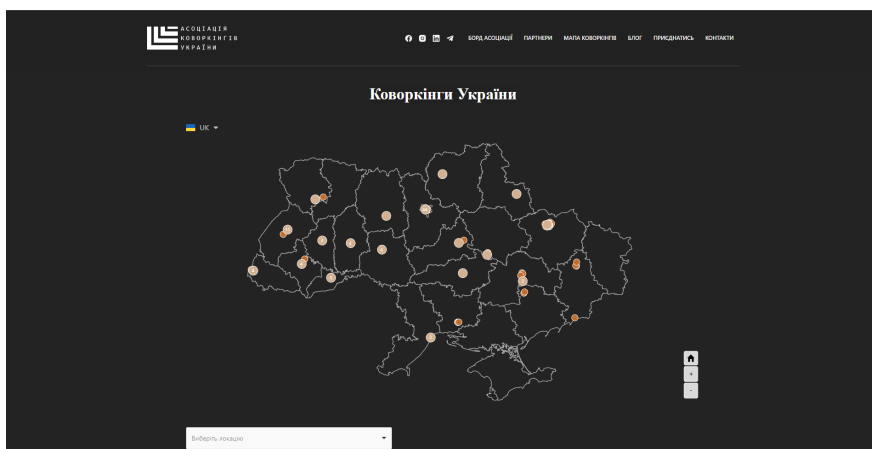 АСОЦІАЦІЯ
КОВОРКІНГІВ
УКРАЇНИ
БОРД АСОЦІАЦІЇ ПАРТНЕРИ МАПА КОВОРКІНГІВ БЛОГ ПРИЄДНАТИСЬ КОНТАКТИ
Коворкінги України
UK
+
-
Виберіть локацію